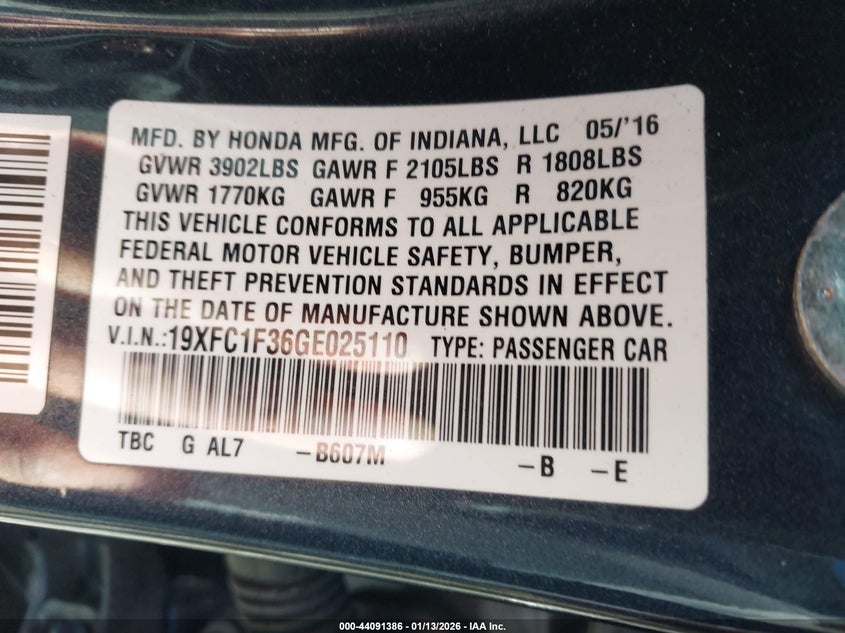 MFD. BY HONDA MFG. OF INDIANA, LLC 05/'16
GVWR 3902LBS GAWR F 2105LBS R 1808LBS
GVWR 1770KG GAWR F 955KG R 820KG
THIS VEHICLE CONFORMS TO ALL APPLICABLE
FEDERAL MOTOR VEHICLE SAFETY, BUMPER,
AND THEFT PREVENTION STANDARDS IN EFFECT
ON THE DATE OF MANUFACTURE SHOWN ABOVE.
V.I.N.:19XFC1F36GE025110 TYPE: PASSENGER CAR
TBC G AL7 -B607M -B -E
000-44091386 - 01/13/2026 - IAA Inc.